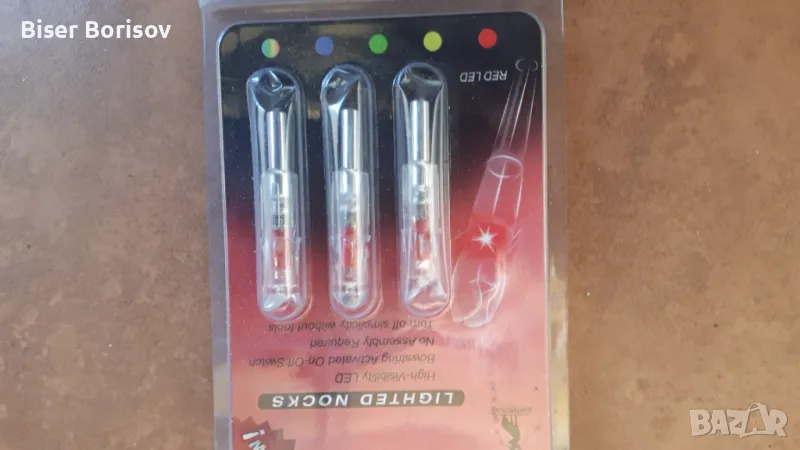 Biser Borisov
LIGHTED NOCKS
High-Visibility LED
Bowstring Activated On-Off Switch
No Assembly Required
Turn-off simplicity without tools
RED LED
BAZAR